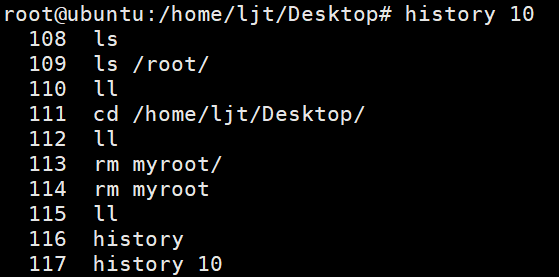 root@ubuntu:/home/ljt/Desktop# history 10
108 ls
109 ls /root/
110 ll
111 cd /home/ljt/Desktop/
112 ll
113 rm myroot/
114 rm myroot
115 ll
116 history
117 history 10